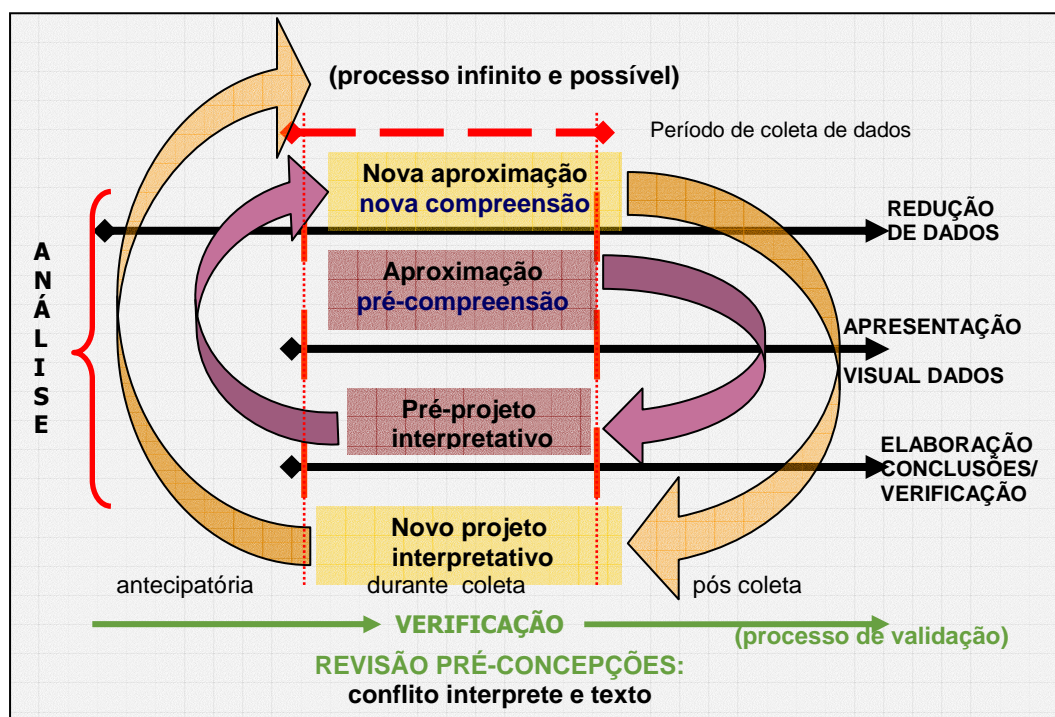 (processo infinito e possível)
Período de coleta de dados
Nova aproximação
nova compreensão
REDUÇÃO
DE DADOS
ANÁLISE
Aproximação
pré-compreensão
APRESENTAÇÃO
VISUAL DADOS
Pré-projeto
interpretativo
ELABORAÇÃO
CONCLUSÕES/
VERIFICAÇÃO
Novo projeto
interpretativo
antecipatória
durante coleta
pós coleta
VERIFICAÇÃO
(processo de validação)
REVISÃO PRÉ-CONCEPÇÕES:
conflito interprete e texto